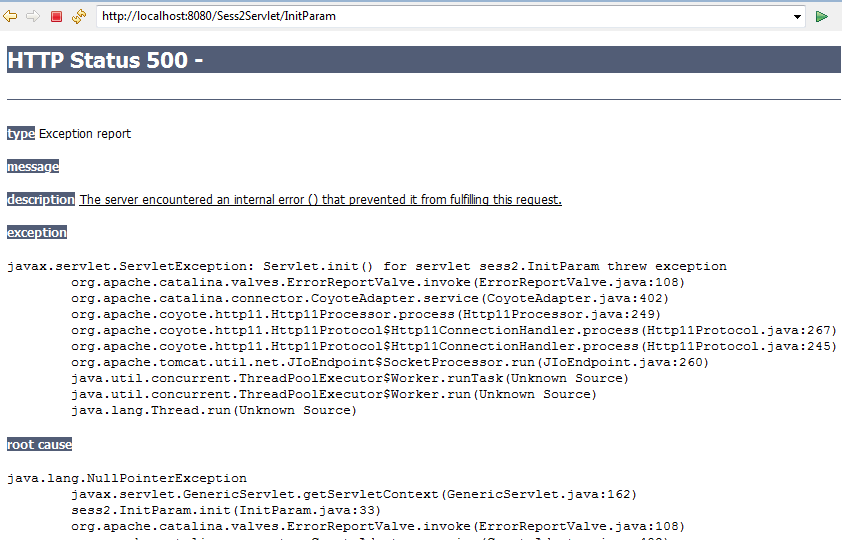 http://localhost:8080/Sess2Servlet/InitParam
HTTP Status 500 -
type Exception report
message
description The server encountered an internal error () that prevented it from fulfilling this request.
exception
javax.servlet.ServletException: Servlet.init() for servlet sess2.InitParam threw exception
org.apache.catalina.valves.ErrorReportValve.invoke(ErrorReportValve.java:108)
org.apache.catalina.connector.CoyoteAdapter.service(CoyoteAdapter.java:402)
org.apache.coyote.http11.Http11Processor.process(Http11Processor.java:249)
org.apache.coyote.http11.Http11Protocol$Http11ConnectionHandler.process(Http11Protocol.java:267)
org.apache.coyote.http11.Http11Protocol$Http11ConnectionHandler.process(Http11Protocol.java:245)
org.apache.tomcat.util.net.JIoEndpoint$SocketProcessor.run(JIoEndpoint.java:260)
java.util.concurrent.ThreadPoolExecutor$Worker.runTask(Unknown Source)
java.util.concurrent.ThreadPoolExecutor$Worker.run(Unknown Source)
java.lang.Thread.run(Unknown Source)
root cause
java.lang.NullPointerException
javax.servlet.GenericServlet.getServletContext(GenericServlet.java:162)
sess2.InitParam.init(InitParam.java:33)
org.apache.catalina.valves.ErrorReportValve.invoke(ErrorReportValve.java:108)